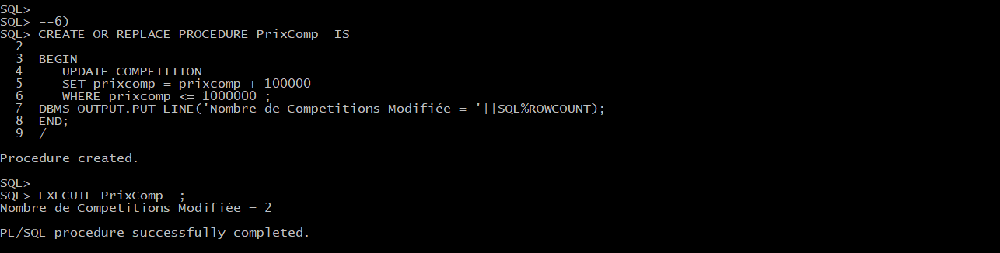 SQL>
SQL> --6)
SQL> CREATE OR REPLACE PROCEDURE PrixComp  IS
  2
  3  BEGIN
  4     UPDATE COMPETITION
  5     SET prixcomp = prixcomp + 100000
  6     WHERE prixcomp <= 1000000 ;
  7  DBMS_OUTPUT.PUT_LINE('Nombre de Competitions Modifiée = '||SQL%ROWCOUNT);
  8  END;
  9  /
Procedure created.
SQL>
SQL> EXECUTE PrixComp  ;
Nombre de Competitions Modifiée = 2
PL/SQL procedure successfully completed.